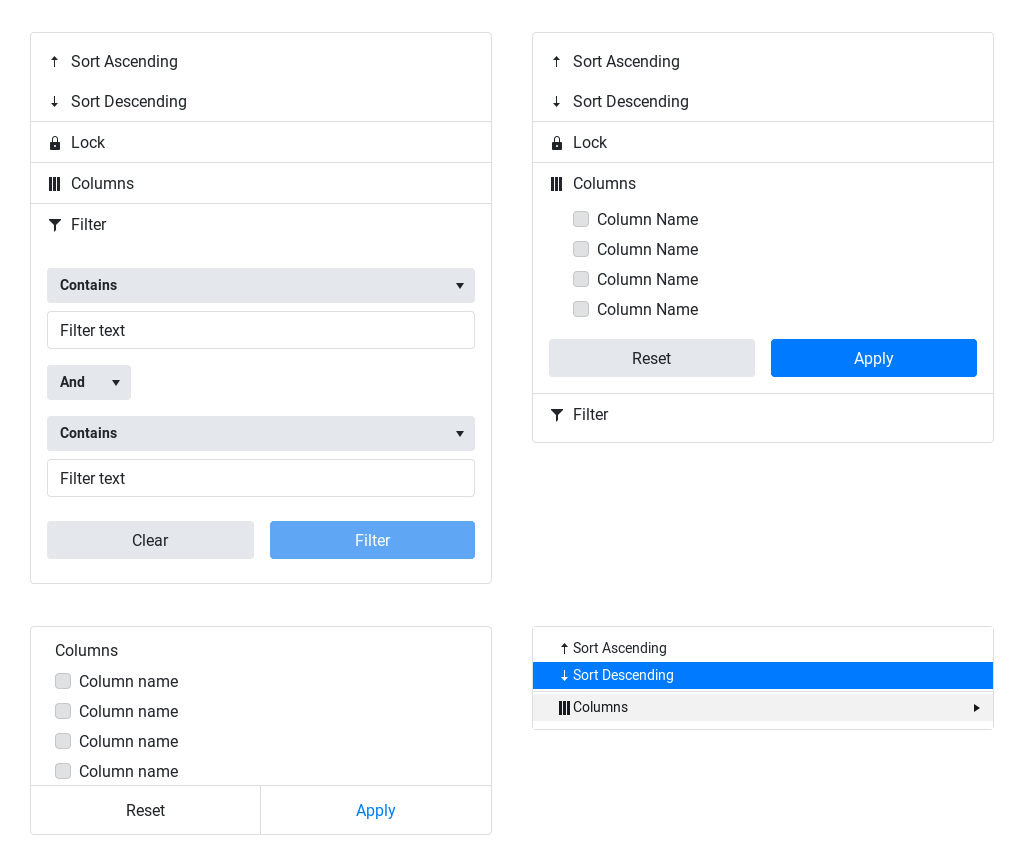 Sort Ascending
Sort Descending
Lock
Columns
Filter
Contains
Filter text
And
Contains
Filter text
Clear Filter
Sort Ascending
Sort Descending
Lock
Columns
Column Name
Column Name
Column Name
Column Name
Reset Apply
Filter
Columns
Column name
Column name
Column name
Column name
Reset Apply
Sort Ascending
Sort Descending
Columns